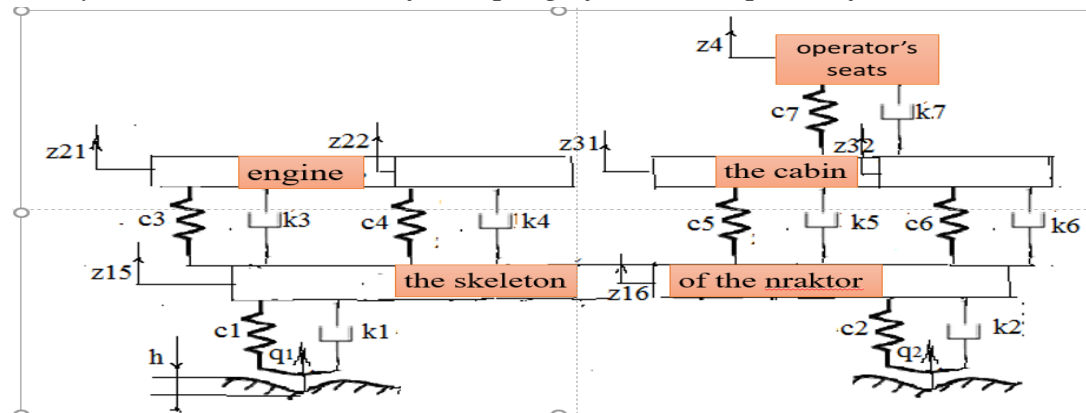 z4
operator's
seats
c7
k7
z21
z22
z31
z32
engine
the cabin
c3
k3
c4
k4
c5
k5
c6
k6
z15
the skeleton
z16
of the nraktor
c1
k1
c2
k2
h
q1
q2